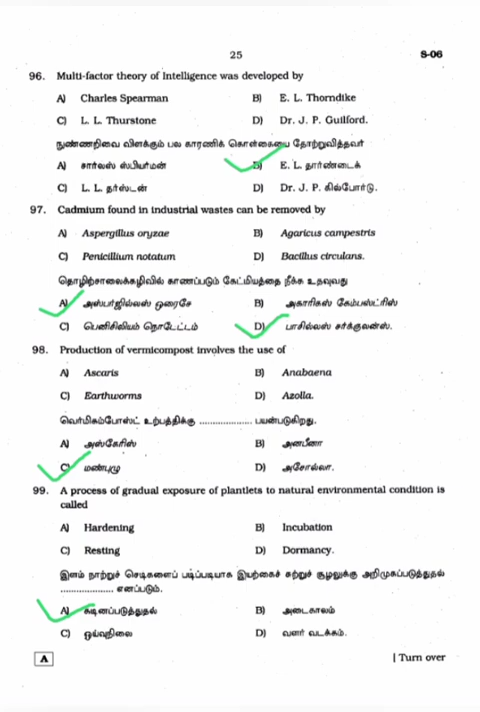 25
S-06
96. Multi-factor theory of Intelligence was developed by
A) Charles Spearman B) E. L. Thorndike
C) L. L. Thurstone D) Dr. J. P. Guilford.
நுண்ணறிவை விளக்கும் பல காரணிக் கொள்கையை தோற்றுவித்தவர்
A) சார்லஸ் ஸ்பியர்மன் B) E. L. தார்ண்டைக்
C) L. L. தர்ஸ்டன் D) Dr. J. P. கில்போர்டு.
97. Cadmium found in industrial wastes can be removed by
A) Aspergillus oryzae B) Agaricus campestris
C) Penicillium notatum D) Bacillus circulans.
தொழிற்சாலைக்கழிவில் காணப்படும் கேட்மியத்தை நீக்க உதவுவது
A) அஸ்பர்ஜில்லஸ் ஒரைசே B) அகாரிகஸ் கேம்பஸ்ட்ரிஸ்
C) பெனிசிலியம் நொடேட்டம் D) பாசில்லஸ் சர்க்குலன்ஸ்.
98. Production of vermicompost involves the use of
A) Ascaris B) Anabaena
C) Earthworms D) Azolla.
வெர்மிகம்போஸ்ட் உற்பத்திக்கு .................... பயன்படுகிறது.
A) அஸ்கேரிஸ் B) அனபீனா
C) மண்புழு D) அசோல்லா.
99. A process of gradual exposure of plantlets to natural environmental condition is
called
A) Hardening B) Incubation
C) Resting D) Dormancy.
இளம் நாற்றுச் செடிகளைப் படிப்படியாக இயற்கைச் சுற்றுச் சூழலுக்கு அறிமுகப்படுத்துதல்
.................... எனப்படும்.
A) கடினப்படுத்துதல் B) அடைகாலம்
C) ஓய்வுநிலை D) வளர் வடக்கம்.
A
| Turn over